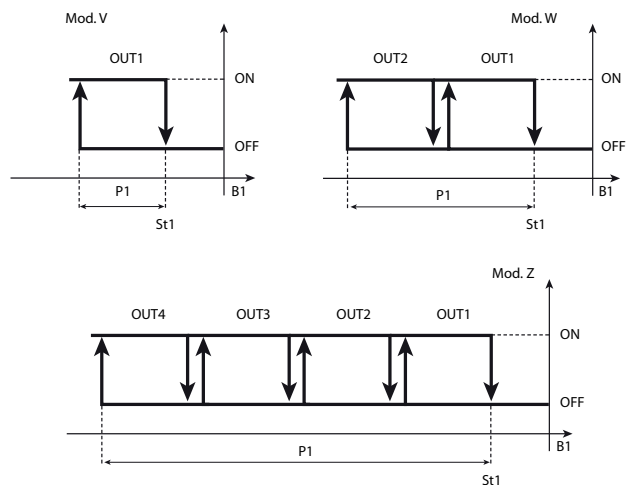 Mod. V
OUT1
ON
OFF
P1
B1
St1
Mod. W
OUT2 OUT1
ON
OFF
P1
B1
St1
Mod. Z
OUT4 OUT3 OUT2 OUT1
ON
OFF
P1
B1
St1